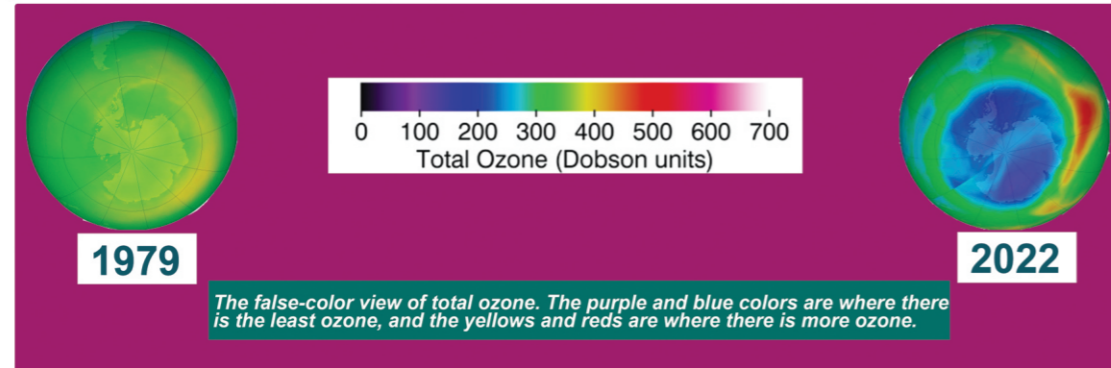 0 100 200 300 400 500 600 700
Total Ozone (Dobson units)
1979
2022
The false-color view of total ozone. The purple and blue colors are where there
is the least ozone, and the yellows and reds are where there is more ozone.